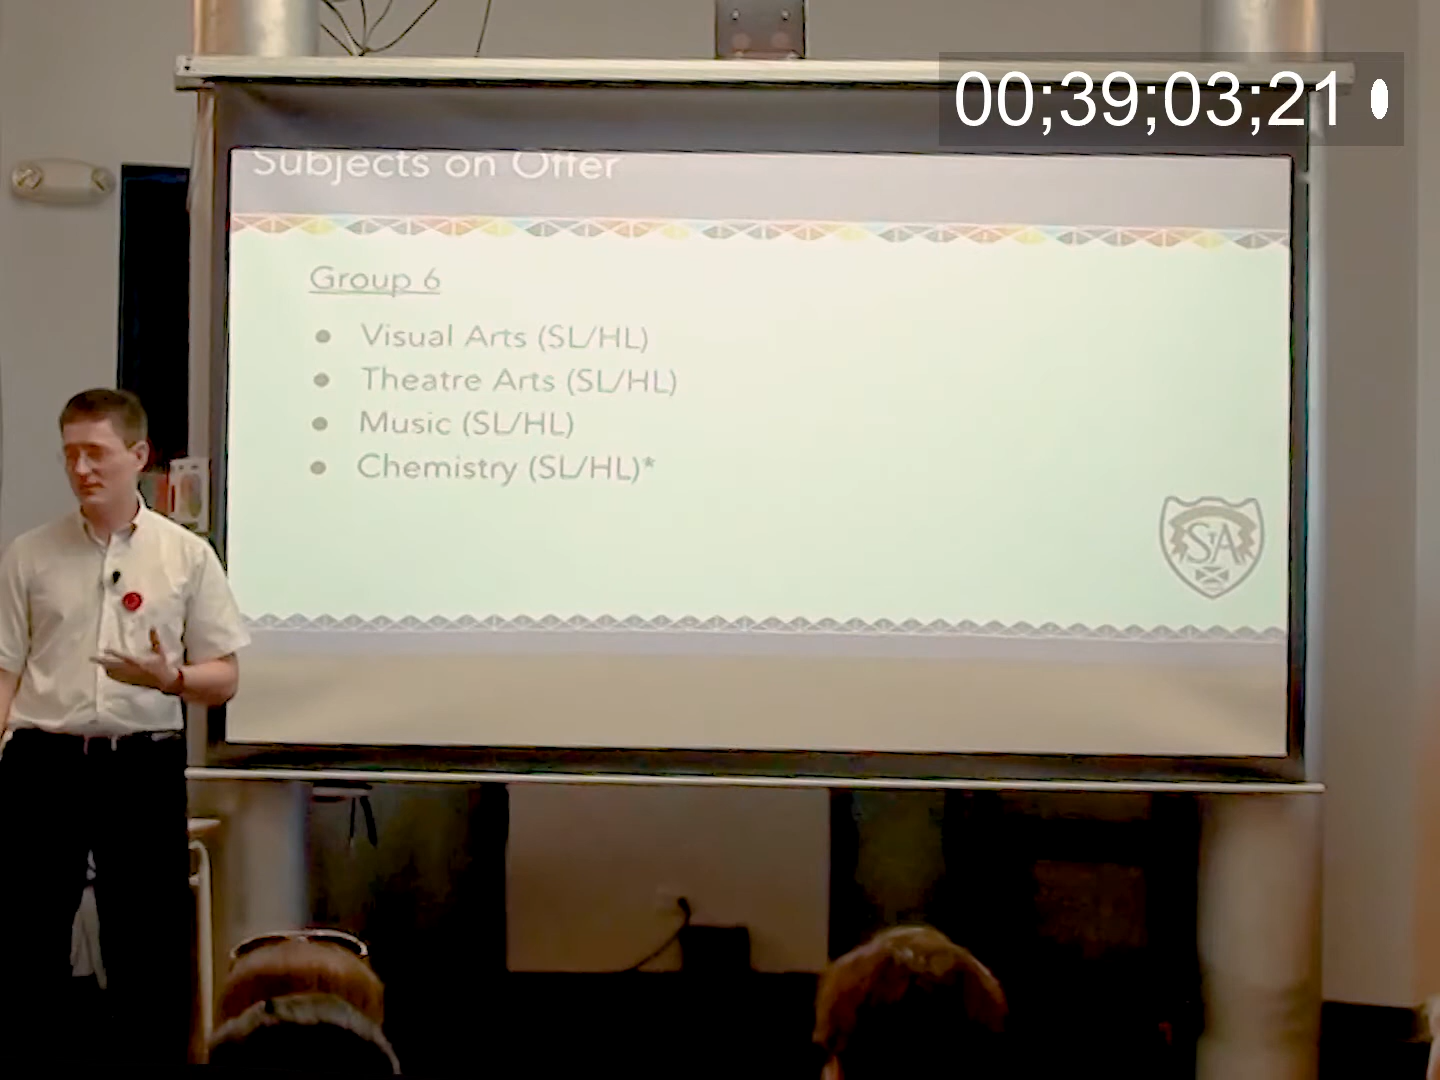 00;39;03;21
Subjects on Offer
Group 6
● Visual Arts (SL/HL)
● Theatre Arts (SL/HL)
● Music (SL/HL)
● Chemistry (SL/HL)*
STA